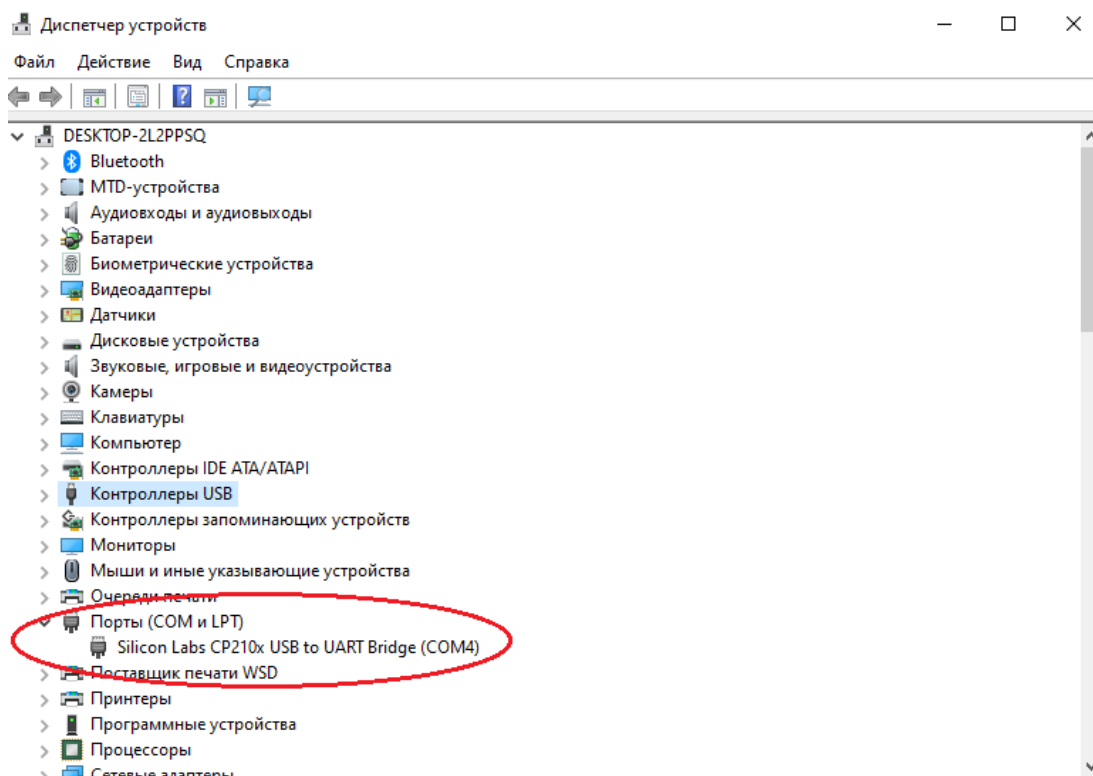 Диспетчер устройств
Файл Действие Вид Справка
DESKTOP-2L2PPSQ
Bluetooth
MTD-устройства
Аудиовходы и аудиовыходы
Батареи
Биометрические устройства
Видеоадаптеры
Датчики
Дисковые устройства
Звуковые, игровые и видеоустройства
Камеры
Клавиатуры
Компьютер
Контроллеры IDE ATA/ATAPI
Контроллеры USB
Контроллеры запоминающих устройств
Мониторы
Мыши и иные указывающие устройства
Очереди печати
Порты (COM и LPT)
Silicon Labs CP210x USB to UART Bridge (COM4)
Поставщик печати WSD
Принтеры
Программные устройства
Процессоры
Сетевые адаптеры